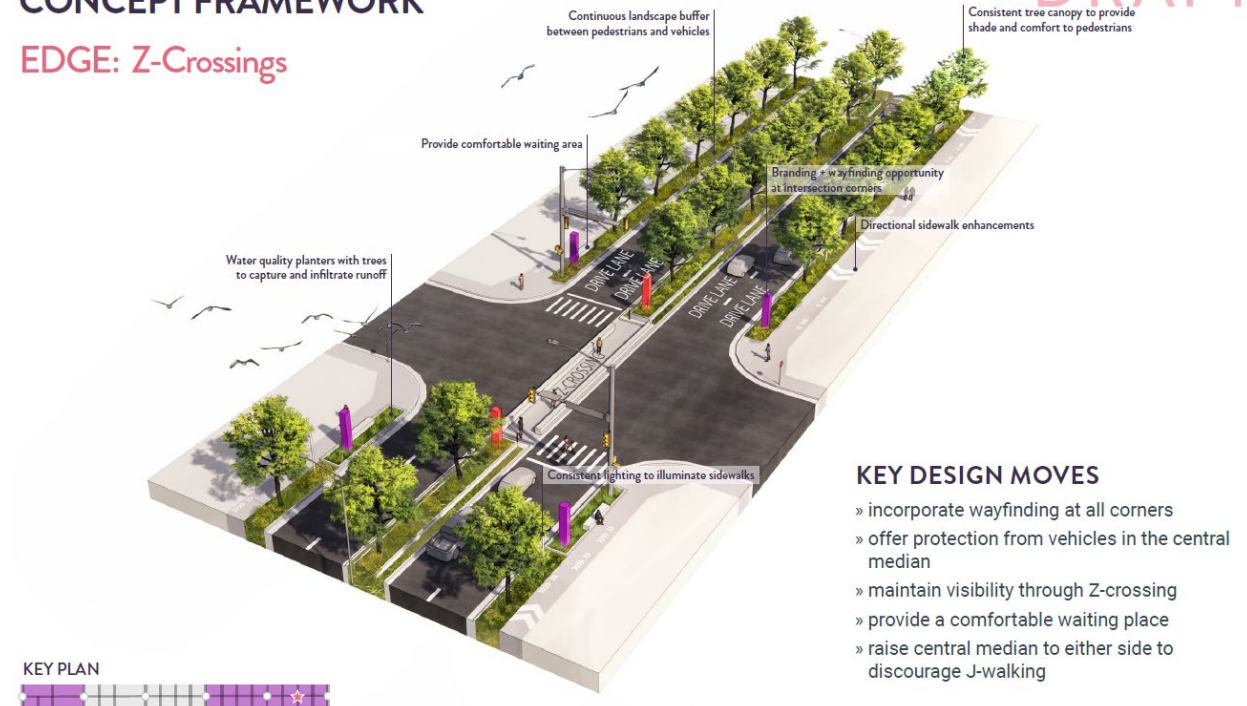 CONCEPT FRAMEWORK
DRAFT
EDGE: Z-Crossings
Continuous landscape buffer
between pedestrians and vehicles
Consistent tree canopy to provide
shade and comfort to pedestrians
Provide comfortable waiting area
Branding + wayfinding opportunity
at intersection corners
Directional sidewalk enhancements
Water quality planters with trees
to capture and infiltrate runoff
DRIVE LANE
DRIVE LANE
DRIVE LANE
DRIVE LANE
Z-CROSSING
Consistent lighting to illuminate sidewalks
KEY DESIGN MOVES
» incorporate wayfinding at all corners
» offer protection from vehicles in the central
median
» maintain visibility through Z-crossing
» provide a comfortable waiting place
» raise central median to either side to
discourage J-walking
KEY PLAN